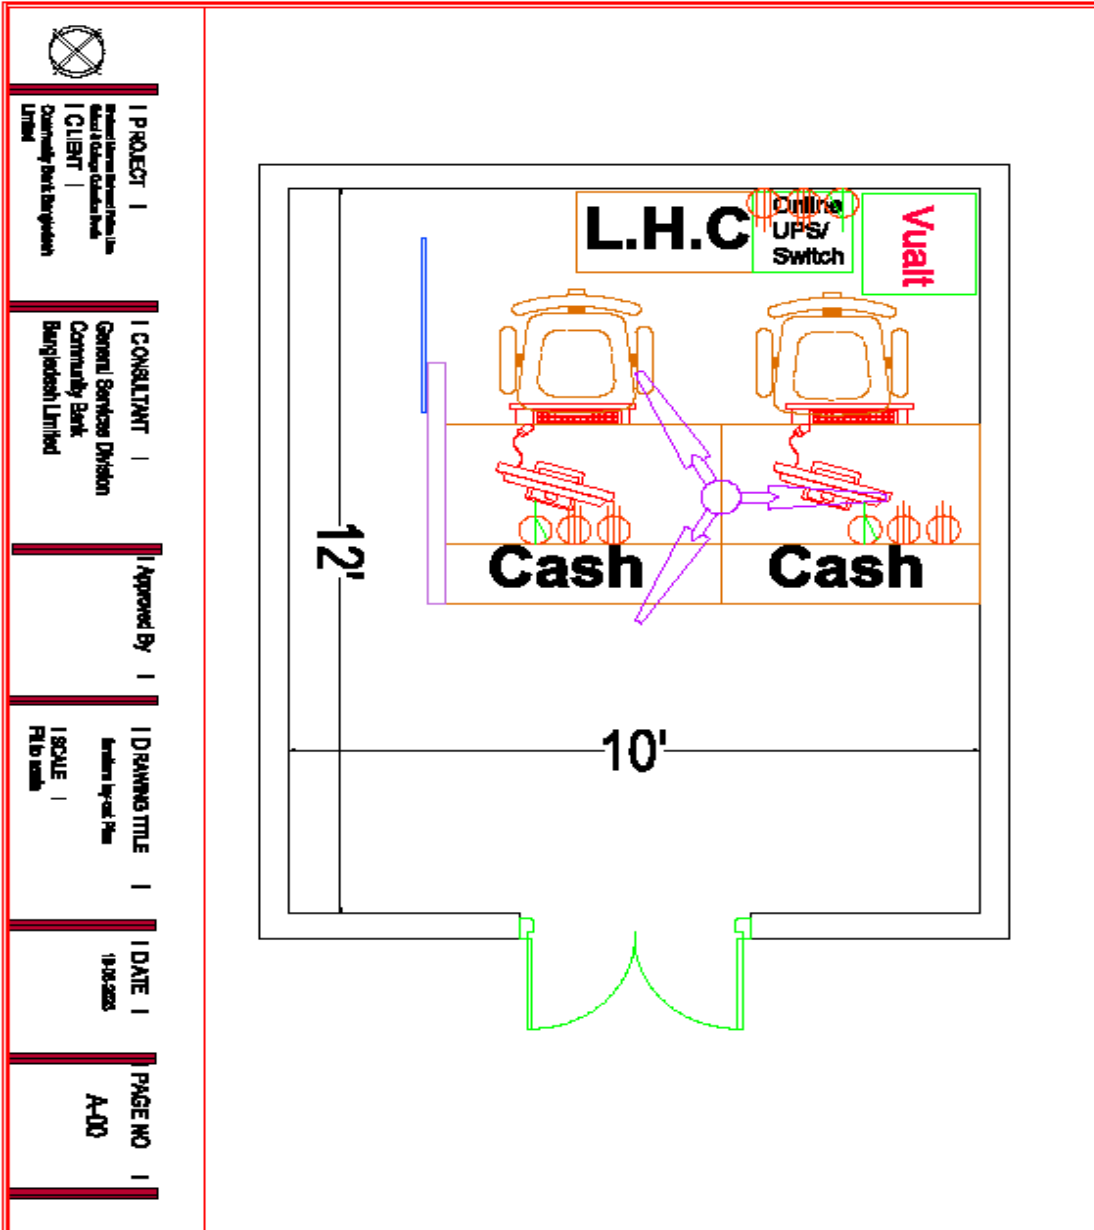 | PROJECT |
| CLIENT |
Community Bank Bangladesh
Limited
| CONSULTANT |
General Services Division
Community Bank
Bangladesh Limited
| Approved By |
| DRAWING TITLE |
| SCALE |
Fit to scale
| DATE |
| PAGE NO |
A-00
L.H.C
Online
UPS/
Switch
Vualt
Cash
Cash
12'
10'